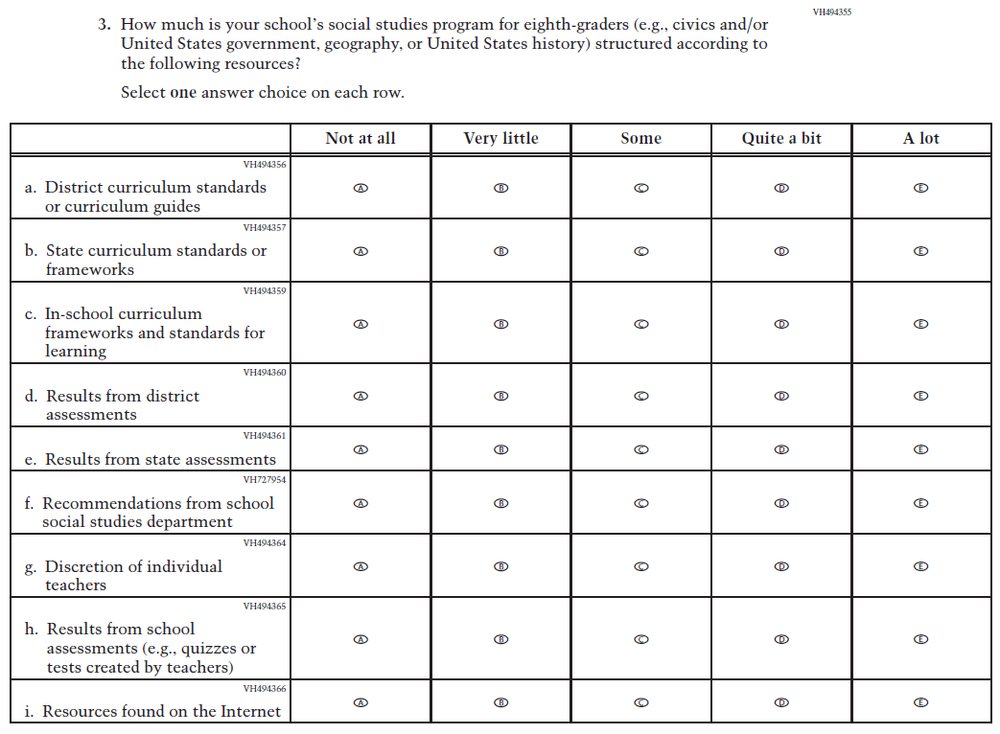 VH494355
3. How much is your school's social studies program for eighth-graders (e.g., civics and/or
United States government, geography, or United States history) structured according to
the following resources?
Select one answer choice on each row.
Not at all Very little Some Quite a bit A lot
VH494356
a. District curriculum standards
or curriculum guides
A B C D E
VH494357
b. State curriculum standards or
frameworks
A B C D E
VH494359
c. In-school curriculum
frameworks and standards for
learning
A B C D E
VH494360
d. Results from district
assessments
A B C D E
VH494361
e. Results from state assessments
A B C D E
VH727954
f. Recommendations from school
social studies department
A B C D E
VH494364
g. Discretion of individual
teachers
A B C D E
VH494365
h. Results from school
assessments (e.g., quizzes or
tests created by teachers)
A B C D E
VH494366
i. Resources found on the Internet
A B C D E